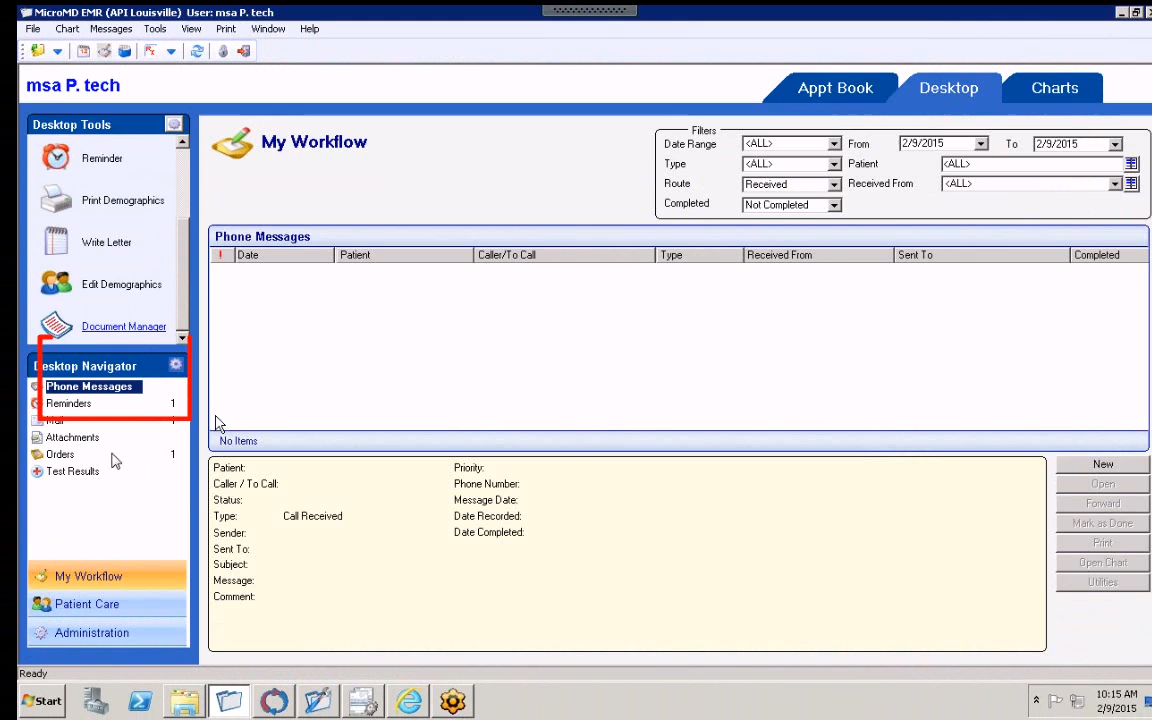 MicroMD EMR (API Louisville) User: msa P. tech
File Chart Messages Tools View Print Window Help
msa P. tech
Appt Book Desktop Charts
Desktop Tools
Reminder
Print Demographics
Write Letter
Edit Demographics
Document Manager
My Workflow
Filters
Date Range <ALL> From 2/9/2015 To 2/9/2015
Type <ALL> Patient <ALL>
Route Received Received From <ALL>
Completed Not Completed
Phone Messages
! Date Patient Caller/To Call Type Received From Sent To Completed
No Items
Desktop Navigator
Phone Messages
Reminders 1
Mail 1
Attachments
Orders 1
Test Results
My Workflow
Patient Care
Administration
Patient: Priority:
Caller / To Call: Phone Number:
Status: Message Date:
Type: Call Received Date Recorded:
Sender: Date Completed:
Sent To:
Subject:
Message:
Comment:
New
Open
Forward
Mark as Done
Print
Open Chart
Utilities
Ready
Start
10:15 AM
2/9/2015